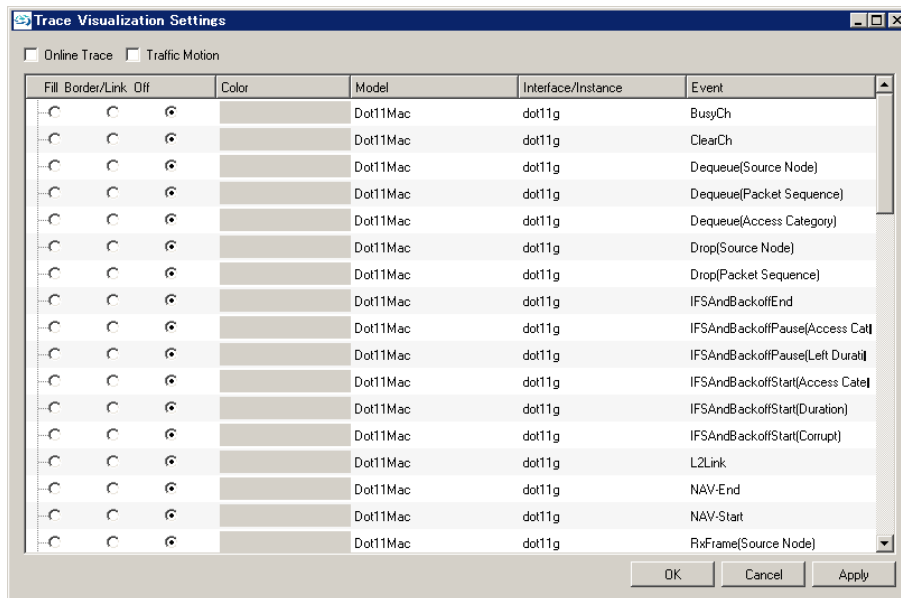 Trace Visualization Settings
Online Trace Traffic Motion
Fill Border/Link Off Color Model Interface/Instance Event
Dot11Mac dot11g BusyCh
Dot11Mac dot11g ClearCh
Dot11Mac dot11g Dequeue(Source Node)
Dot11Mac dot11g Dequeue(Packet Sequence)
Dot11Mac dot11g Dequeue(Access Category)
Dot11Mac dot11g Drop(Source Node)
Dot11Mac dot11g Drop(Packet Sequence)
Dot11Mac dot11g IFSAndBackoffEnd
Dot11Mac dot11g IFSAndBackoffPause(Access Cat
Dot11Mac dot11g IFSAndBackoffPause(Left Durati
Dot11Mac dot11g IFSAndBackoffStart(Access Cate
Dot11Mac dot11g IFSAndBackoffStart(Duration)
Dot11Mac dot11g IFSAndBackoffStart(Corrupt)
Dot11Mac dot11g L2Link
Dot11Mac dot11g NAV-End
Dot11Mac dot11g NAV-Start
Dot11Mac dot11g RxFrame(Source Node)
OK Cancel Apply